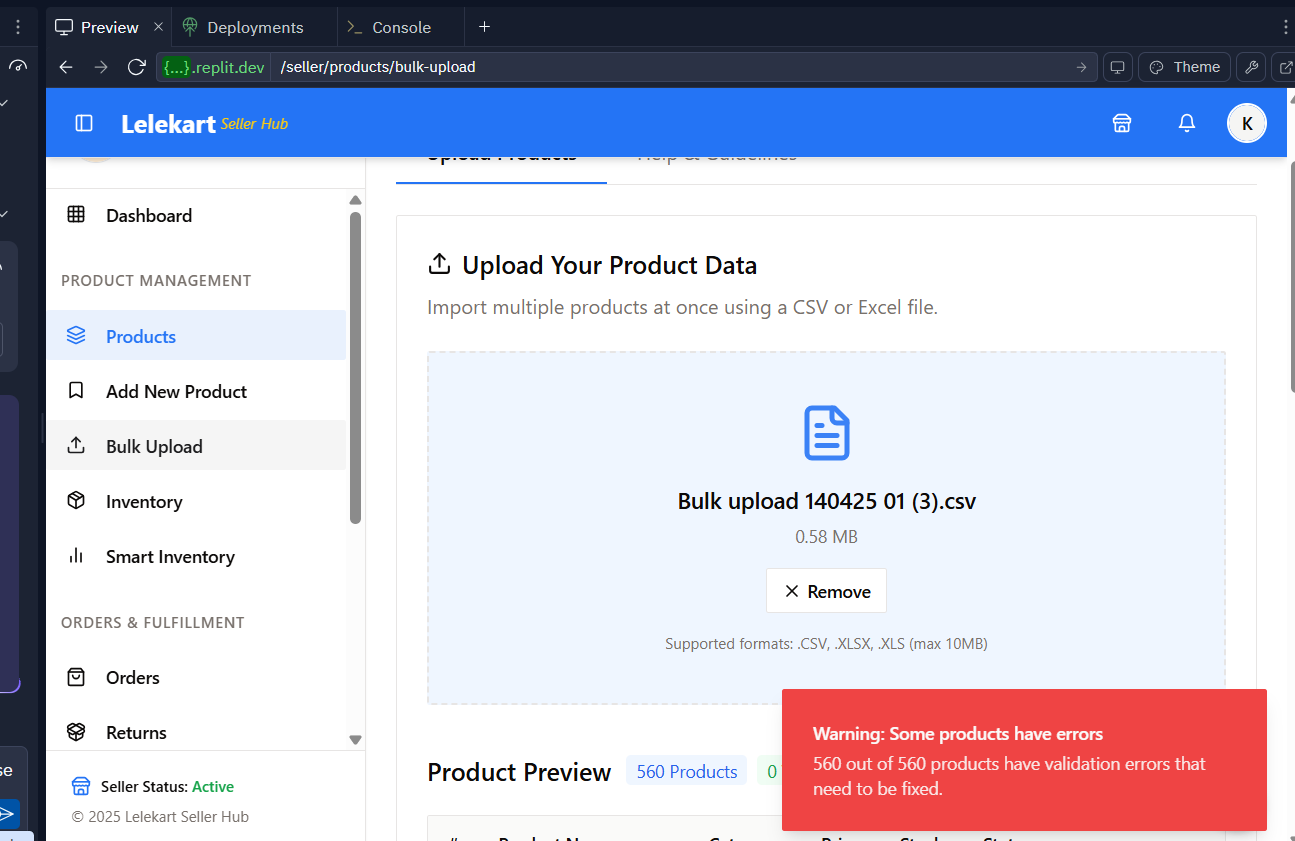 Preview
Deployments
Console
{...}.replit.dev
/seller/products/bulk-upload
Theme
Lelekart Seller Hub
K
Upload Products
Help & Guidelines
Dashboard
PRODUCT MANAGEMENT
Products
Add New Product
Bulk Upload
Inventory
Smart Inventory
ORDERS & FULFILLMENT
Orders
Returns
Seller Status: Active
© 2025 Lelekart Seller Hub
Upload Your Product Data
Import multiple products at once using a CSV or Excel file.
Bulk upload 140425 01 (3).csv
0.58 MB
Remove
Supported formats: .CSV, .XLSX, .XLS (max 10MB)
Product Preview
560 Products
0
Warning: Some products have errors
560 out of 560 products have validation errors that
need to be fixed.